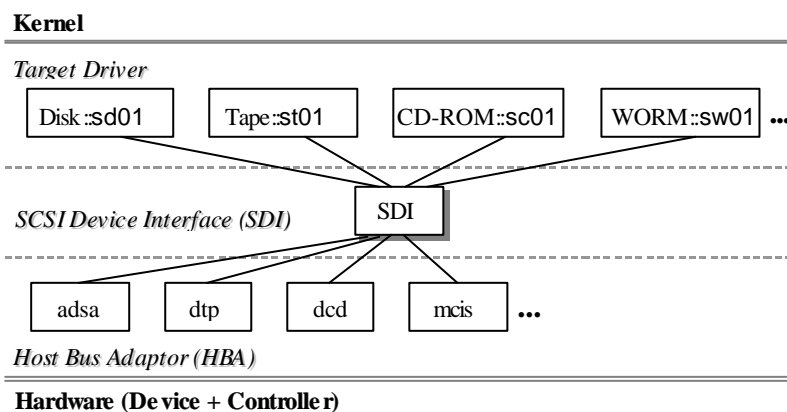 Kernel
Target Driver
Disk::sd01 Tape::st01 CD-ROM::sc01 WORM::sw01 ...
SCSI Device Interface (SDI) SDI
adsa dtp dcd mcis ...
Host Bus Adaptor (HBA)
Hardware (Device + Controller)